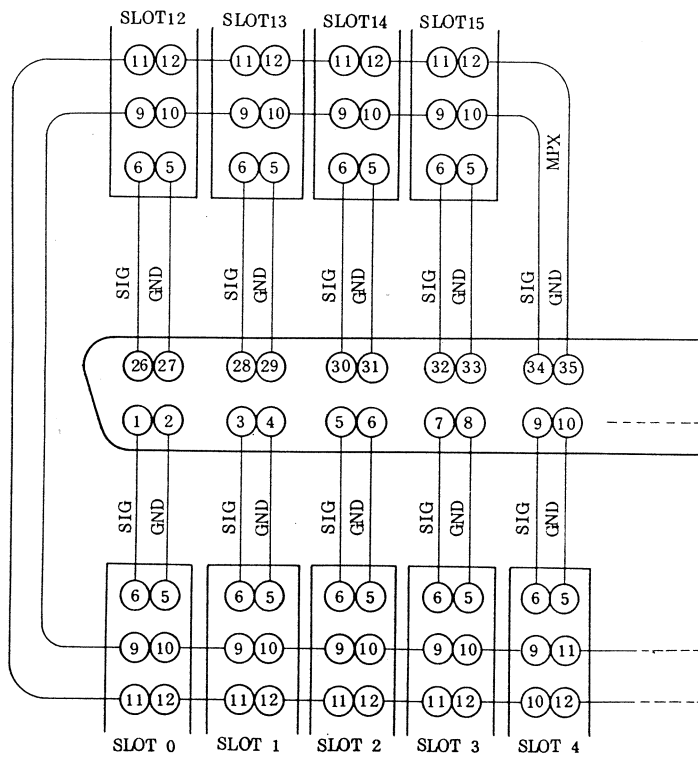 SLOT12 SLOT13 SLOT14 SLOT15
11 12 11 12 11 12 11 12
9 10 9 10 9 10 9 10
MPX
6 5 6 5 6 5 6 5
SIG GND SIG GND SIG GND SIG GND SIG GND
26 27 28 29 30 31 32 33 34 35
1 2 3 4 5 6 7 8 9 10
SIG GND SIG GND SIG GND SIG GND SIG GND
6 5 6 5 6 5 6 5 6 5
9 10 9 10 9 10 9 10 9 11
11 12 11 12 11 12 11 12 10 12
SLOT 0 SLOT 1 SLOT 2 SLOT 3 SLOT 4